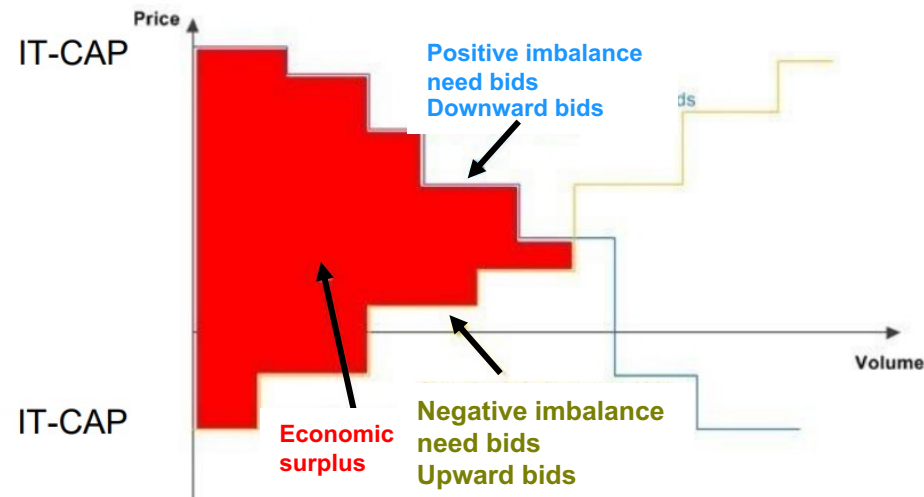 Price
IT-CAP
Positive imbalance
need bids
Downward bids
ds
Volume
IT-CAP
Economic
surplus
Negative imbalance
need bids
Upward bids